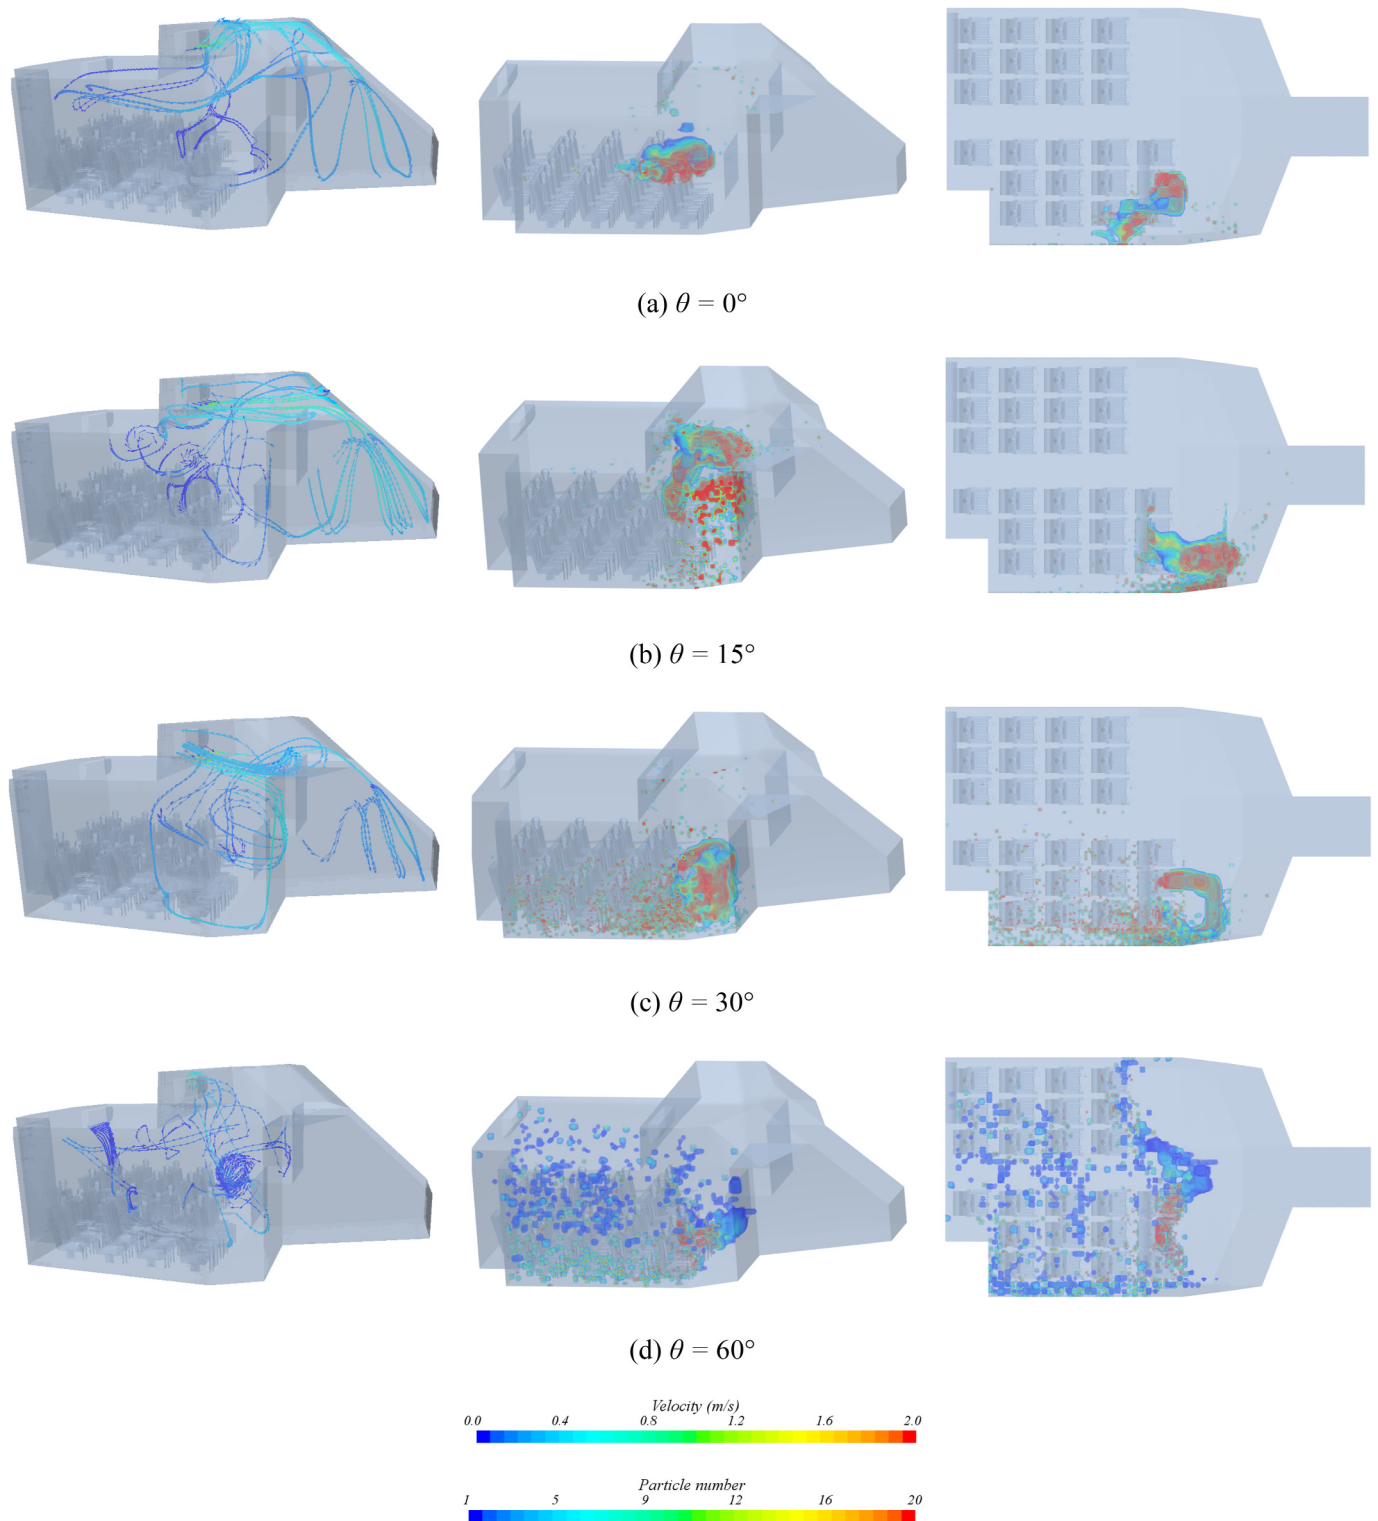 (a) θ = 0°
(b) θ = 15°
(c) θ = 30°
(d) θ = 60°
Velocity (m/s)
0.0 0.4 0.8 1.2 1.6 2.0
Particle number
1 5 9 12 16 20